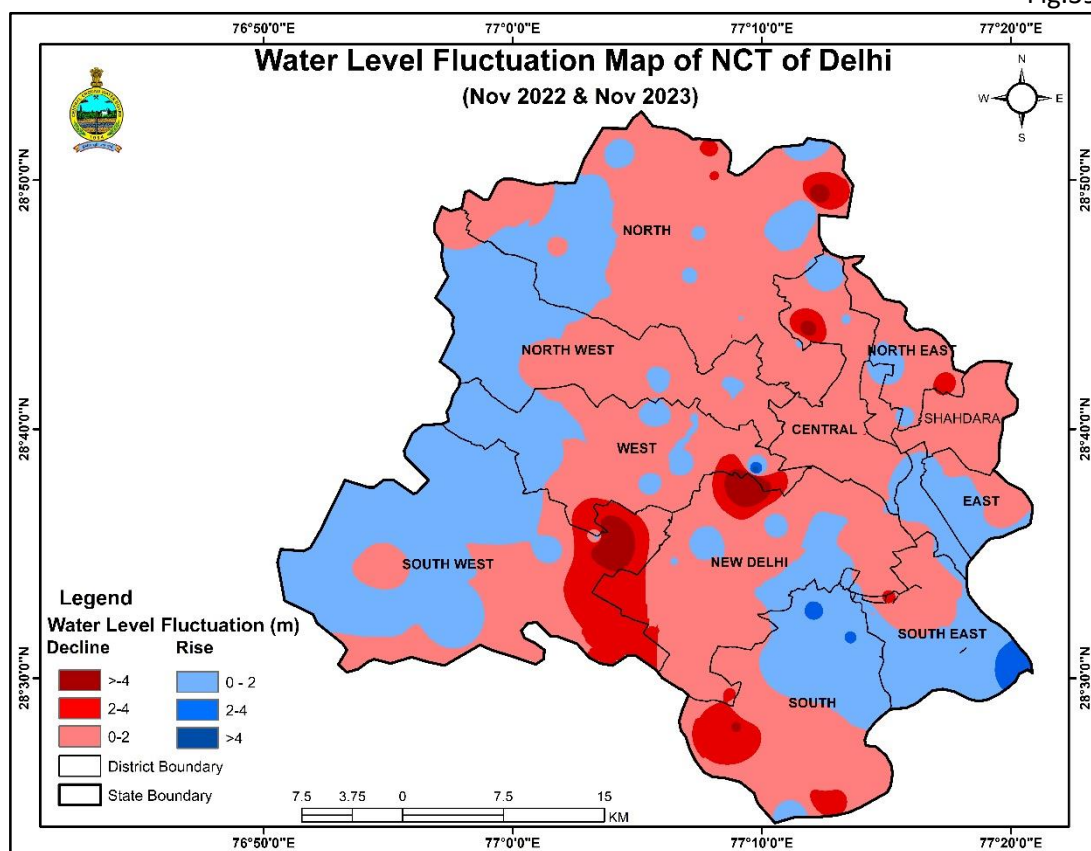 76°50'0"E
77°0'0"E
77°10'0"E
77°20'0"E
Water Level Fluctuation Map of NCT of Delhi
(Nov 2022 & Nov 2023)
N
W
E
S
28°50'0"N
28°50'0"N
NORTH
NORTH WEST
NORTH EAST
SHAHDARA
CENTRAL
28°40'0"N
28°40'0"N
WEST
EAST
SOUTH WEST
NEW DELHI
SOUTH EAST
SOUTH
28°30'0"N
28°30'0"N
Legend
Water Level Fluctuation (m)
Decline
Rise
>-4
0 - 2
2-4
2-4
0-2
>4
District Boundary
State Boundary
7.5
3.75
0
7.5
15
KM
76°50'0"E
77°0'0"E
77°10'0"E
77°20'0"E